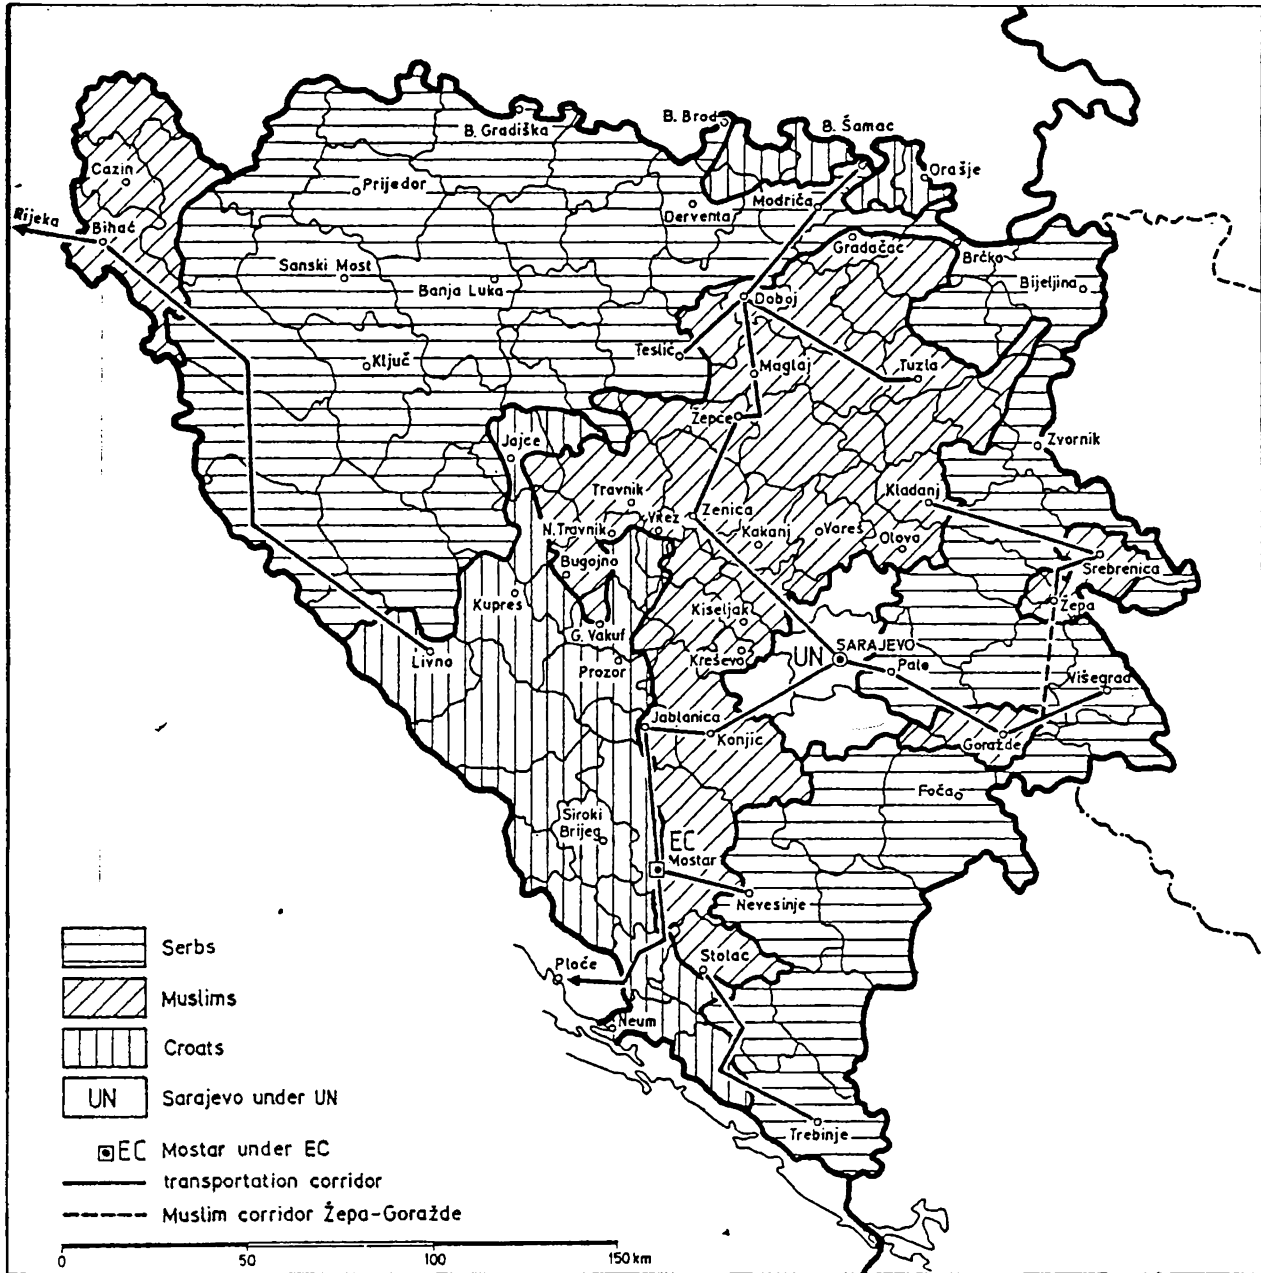 B. Gradiška
B. Brod
B. Šamac
Orašje
Cazin
Prijedor
Derventa
Modriča
Rijeka
Bihać
Gradačac
Brčko
Sanski Most
Banja Luka
Bijeljina
Doboj
Teslić
Ključ
Maglaj
Tuzla
Žepče
Jajce
Zvornik
Travnik
Zenica
Kladanj
N. Travnik
Vitez
Kakanj
Vareš
Olova
Bugojno
Srebrenica
Kupres
Kiseljak
Žepa
G. Vakuf
Livno
Prozor
Kreševo
UN
SARAJEVO
Pale
Višegrad
Jablanica
Konjic
Goražde
Foča
Siroki
Brijeg
EC
Mostar
Nevesinje
Stolac
Ploče
Neum
Trebinje
Serbs
Muslims
Croats
UN Sarajevo under UN
EC Mostar under EC
transportation corridor
Muslim corridor Žepa-Goražde
0 50 100 150 km